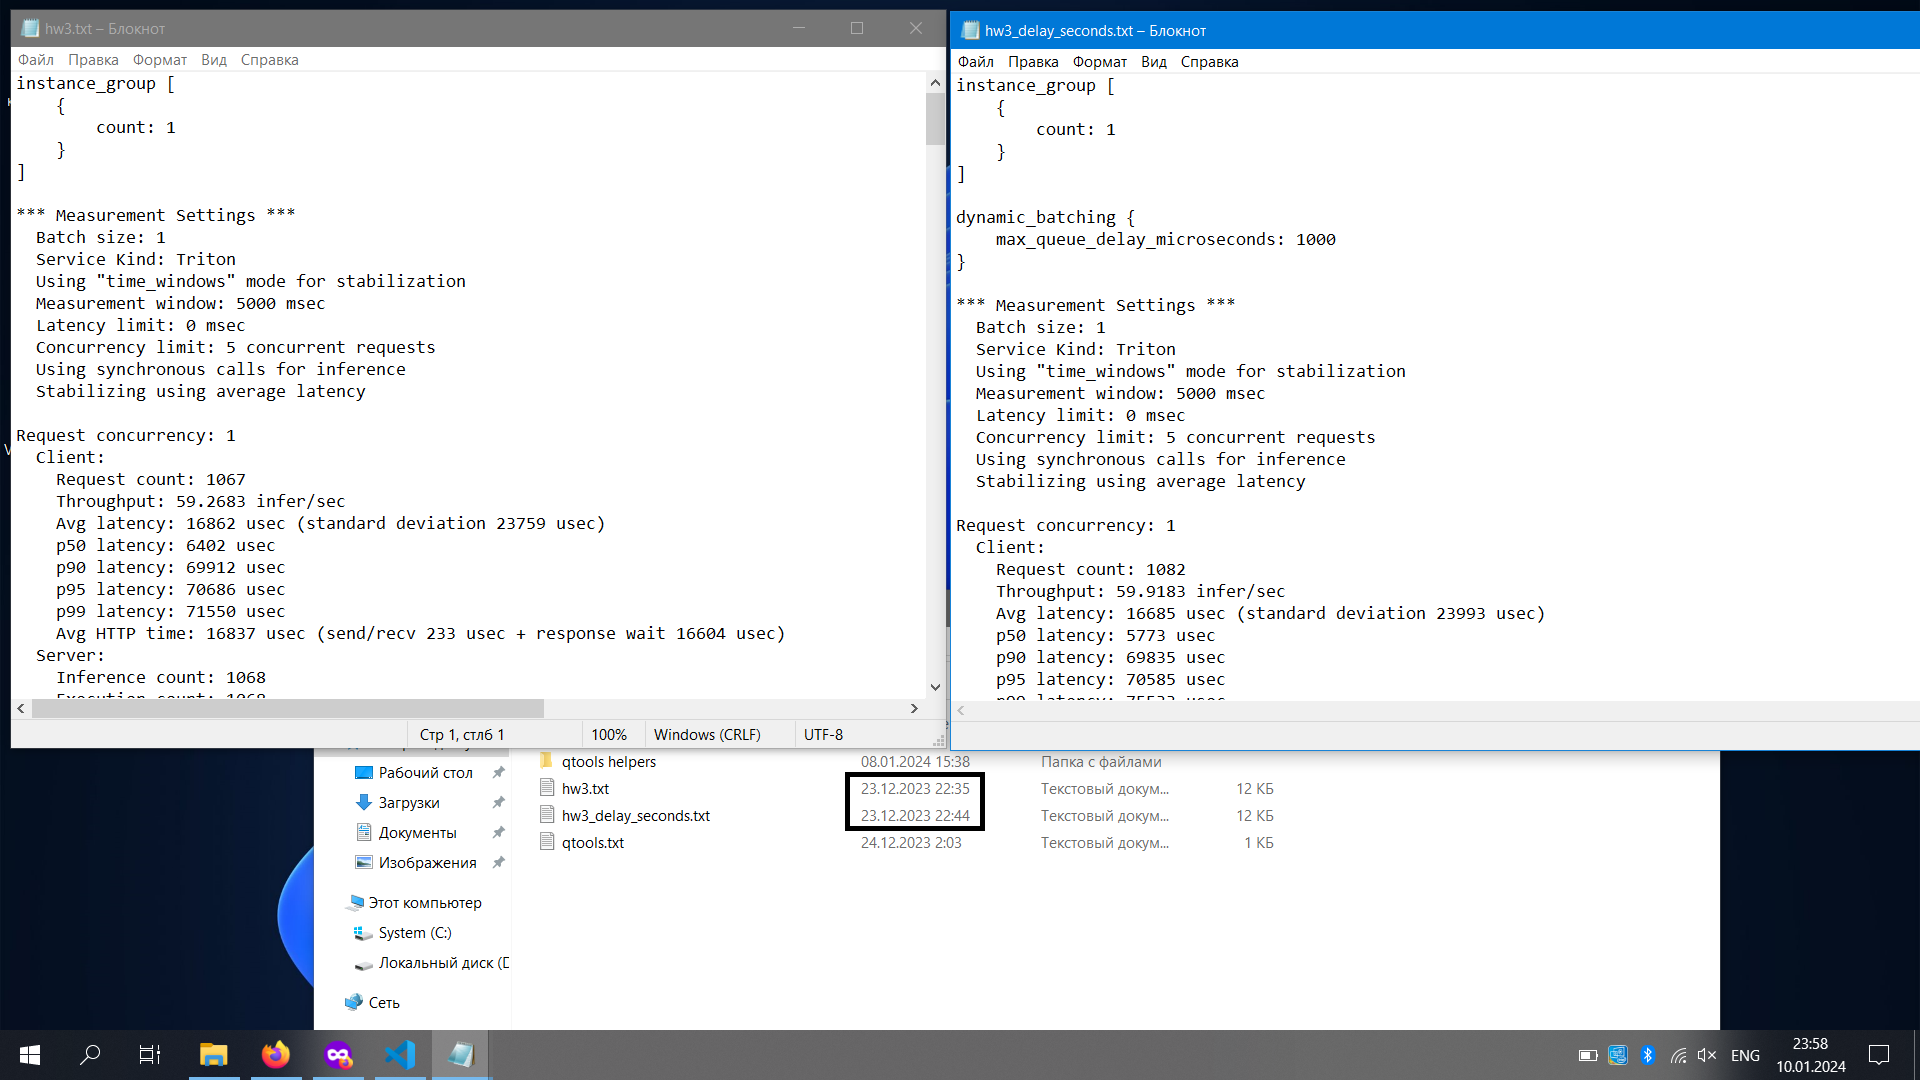 hw3.txt – Блокнот
Файл Правка Формат Вид Справка
instance_group [
    {
        count: 1
    }
]
*** Measurement Settings ***
  Batch size: 1
  Service Kind: Triton
  Using "time_windows" mode for stabilization
  Measurement window: 5000 msec
  Latency limit: 0 msec
  Concurrency limit: 5 concurrent requests
  Using synchronous calls for inference
  Stabilizing using average latency
Request concurrency: 1
  Client:
    Request count: 1067
    Throughput: 59.2683 infer/sec
    Avg latency: 16862 usec (standard deviation 23759 usec)
    p50 latency: 6402 usec
    p90 latency: 69912 usec
    p95 latency: 70686 usec
    p99 latency: 71550 usec
    Avg HTTP time: 16837 usec (send/recv 233 usec + response wait 16604 usec)
  Server:
    Inference count: 1068
    Execution count: 1068
Стр 1, стлб 1 100% Windows (CRLF) UTF-8
hw3_delay_seconds.txt – Блокнот
Файл Правка Формат Вид Справка
instance_group [
    {
        count: 1
    }
]
dynamic_batching {
    max_queue_delay_microseconds: 1000
}
*** Measurement Settings ***
  Batch size: 1
  Service Kind: Triton
  Using "time_windows" mode for stabilization
  Measurement window: 5000 msec
  Latency limit: 0 msec
  Concurrency limit: 5 concurrent requests
  Using synchronous calls for inference
  Stabilizing using average latency
Request concurrency: 1
  Client:
    Request count: 1082
    Throughput: 59.9183 infer/sec
    Avg latency: 16685 usec (standard deviation 23993 usec)
    p50 latency: 5773 usec
    p90 latency: 69835 usec
    p95 latency: 70585 usec
Рабочий стол
Загрузки
Документы
Изображения
Этот компьютер
System (C:)
Локальный диск (D
Сеть
qtools helpers 08.01.2024 15:38 Папка с файлами
hw3.txt 23.12.2023 22:35 Текстовый докум... 12 КБ
hw3_delay_seconds.txt 23.12.2023 22:44 Текстовый докум... 12 КБ
qtools.txt 24.12.2023 2:03 Текстовый докум... 1 КБ
ENG
23:58
10.01.2024